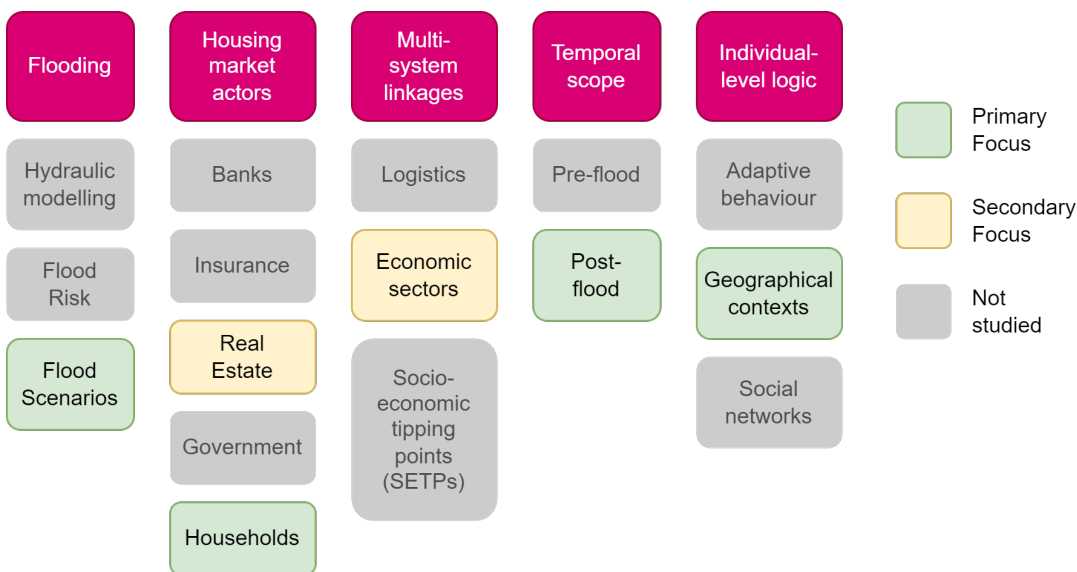 Flooding
Hydraulic
modelling
Flood
Risk
Flood
Scenarios
Housing
market
actors
Banks
Insurance
Real
Estate
Government
Households
Multi-
system
linkages
Logistics
Economic
sectors
Socio-
economic
tipping
points
(SETPs)
Temporal
scope
Pre-flood
Post-
flood
Individual-
level logic
Adaptive
behaviour
Geographical
contexts
Social
networks
Primary
Focus
Secondary
Focus
Not
studied